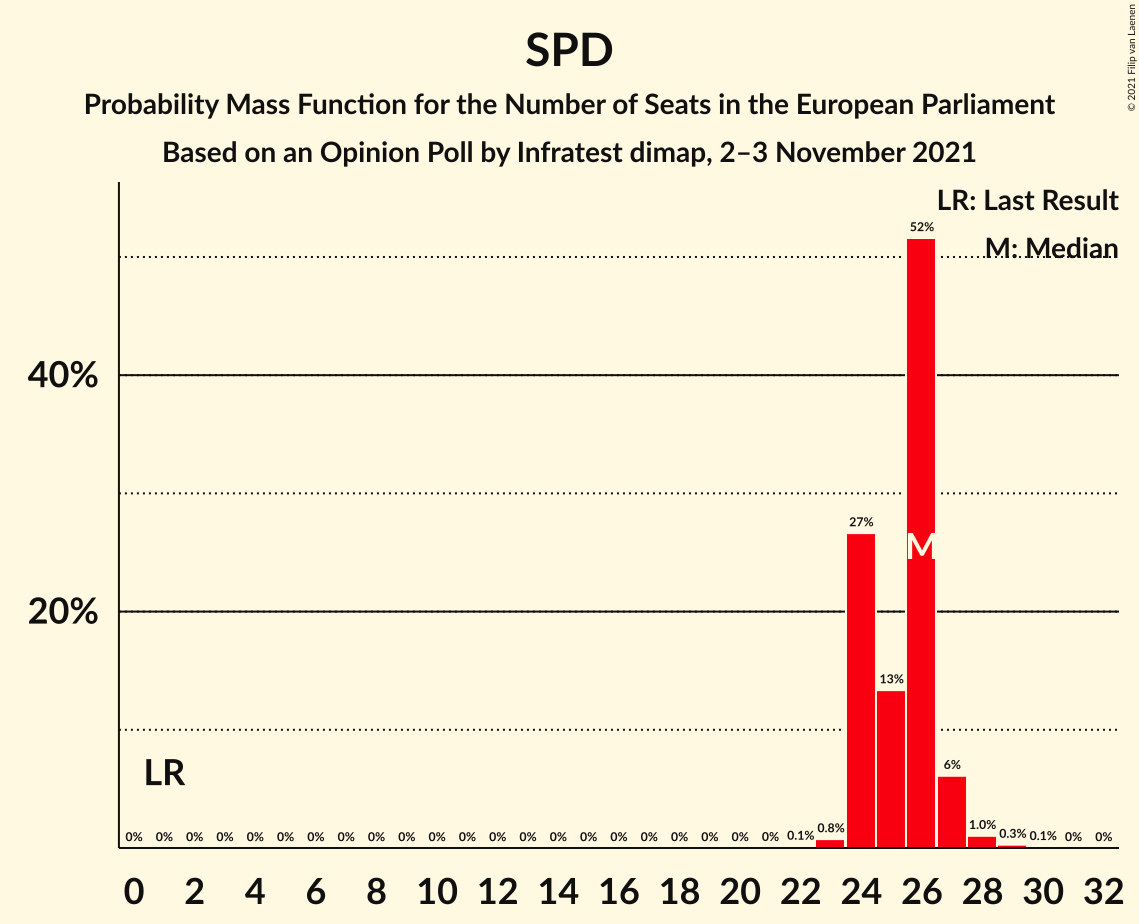 SPD
Probability Mass Function for the Number of Seats in the European Parliament
Based on an Opinion Poll by Infratest dimap, 2–3 November 2021
© 2021 Filip van Laenen
LR: Last Result
M: Median
52%
40%
27%
M
20%
13%
LR
6%
0% 0% 0% 0% 0% 0% 0% 0% 0% 0% 0% 0% 0% 0% 0% 0% 0% 0% 0% 0% 0% 0% 0.1% 0.8% 1.0% 0.3% 0.1% 0% 0%
0 2 4 6 8 10 12 14 16 18 20 22 24 26 28 30 32